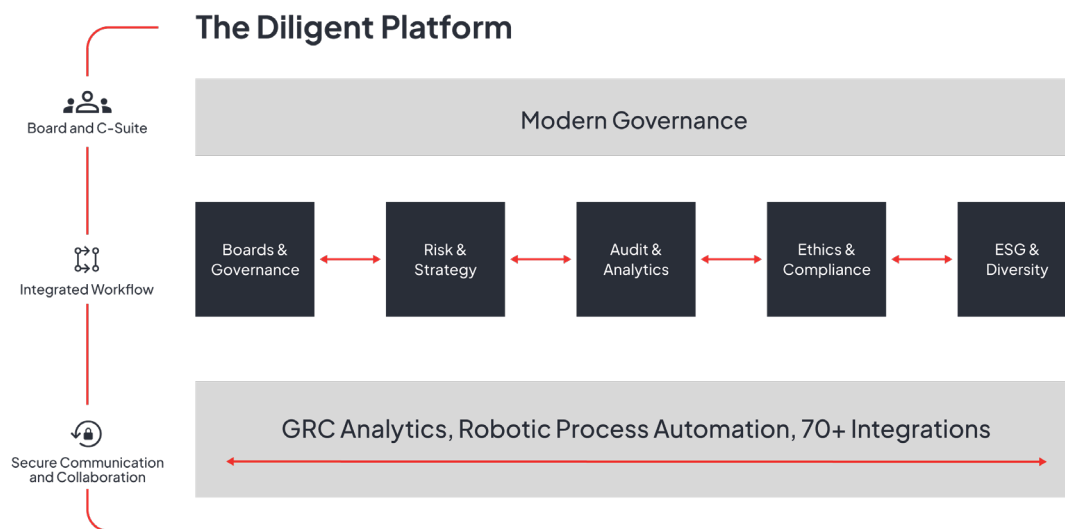 The Diligent Platform
Board and C-Suite
Modern Governance
Integrated Workflow
Boards &
Governance
Risk &
Strategy
Audit &
Analytics
Ethics &
Compliance
ESG &
Diversity
Secure Communication
and Collaboration
GRC Analytics, Robotic Process Automation, 70+ Integrations